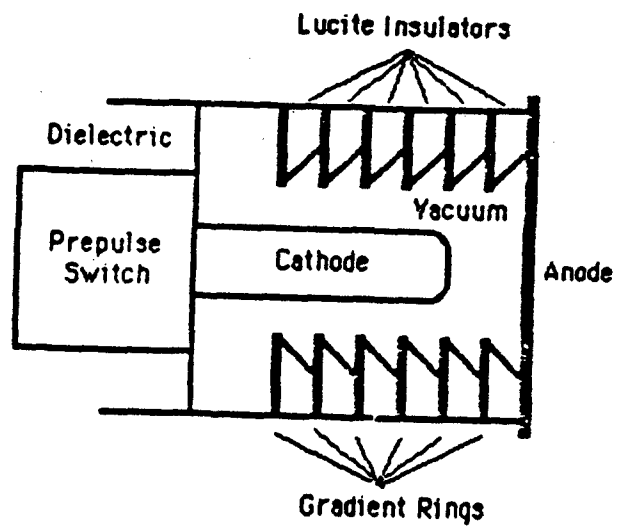 Lucite Insulators
Dielectric
Vacuum
Prepulse
Switch
Cathode
Anode
Gradient Rings